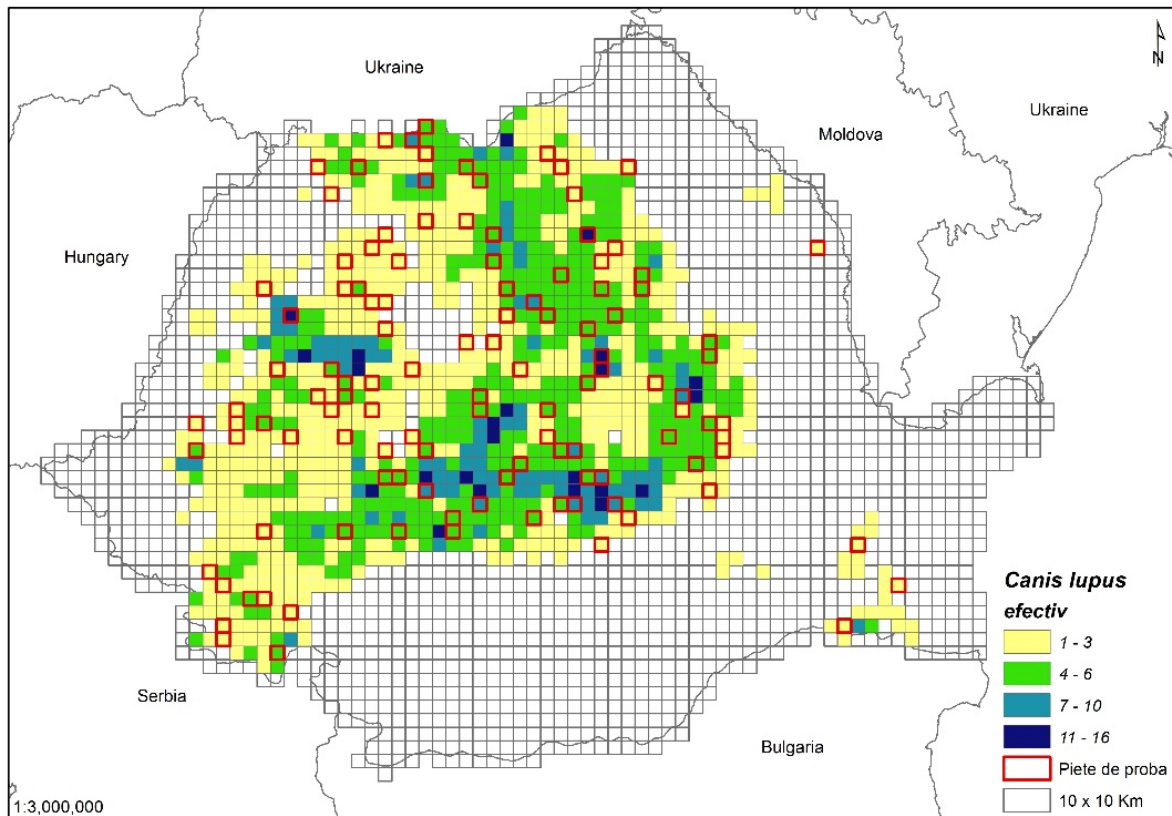 Ukraine
N
Ukraine
Moldova
Hungary
Canis lupus
efectiv
1 - 3
4 - 6
7 - 10
11 - 16
Piete de proba
10 x 10 Km
Serbia
Bulgaria
1:3,000,000